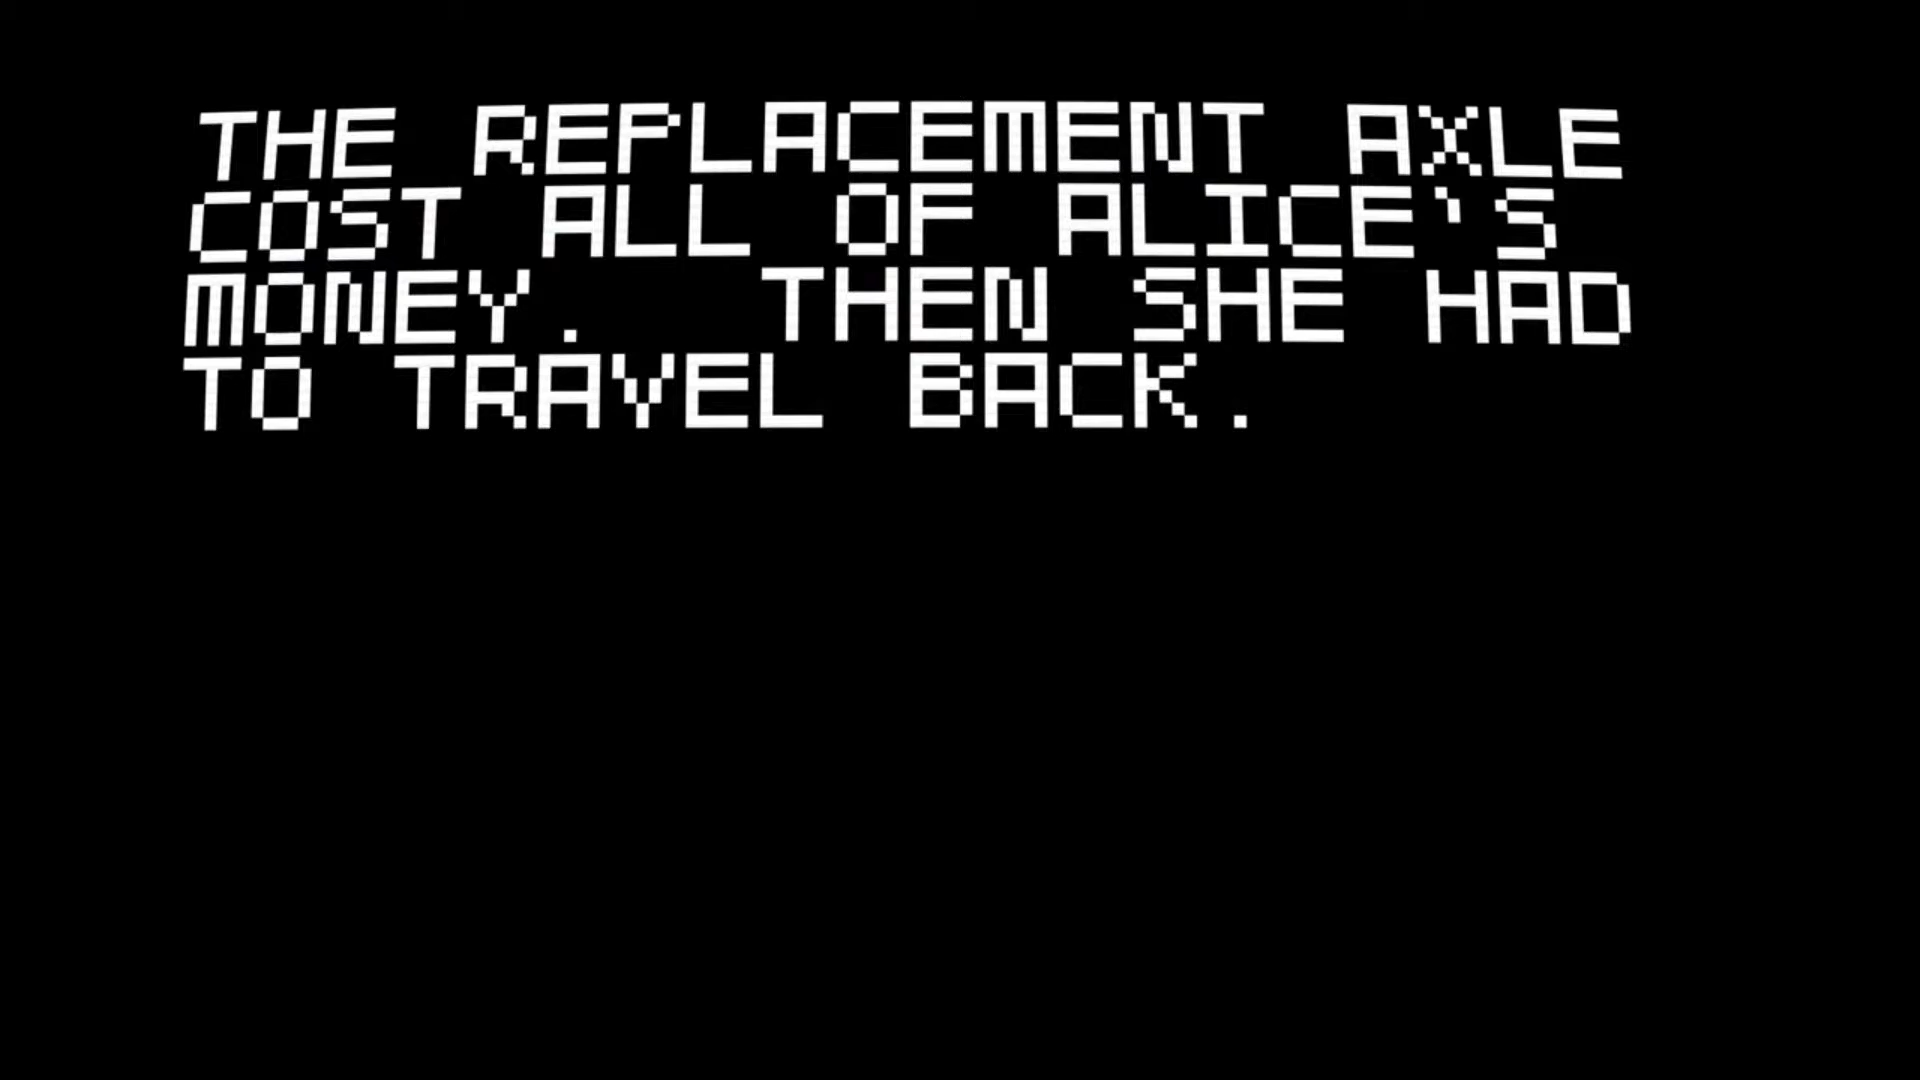 THE REPLACEMENT AXLE
COST ALL OF ALICE'S
MONEY.  THEN SHE HAD
TO TRAVEL BACK.